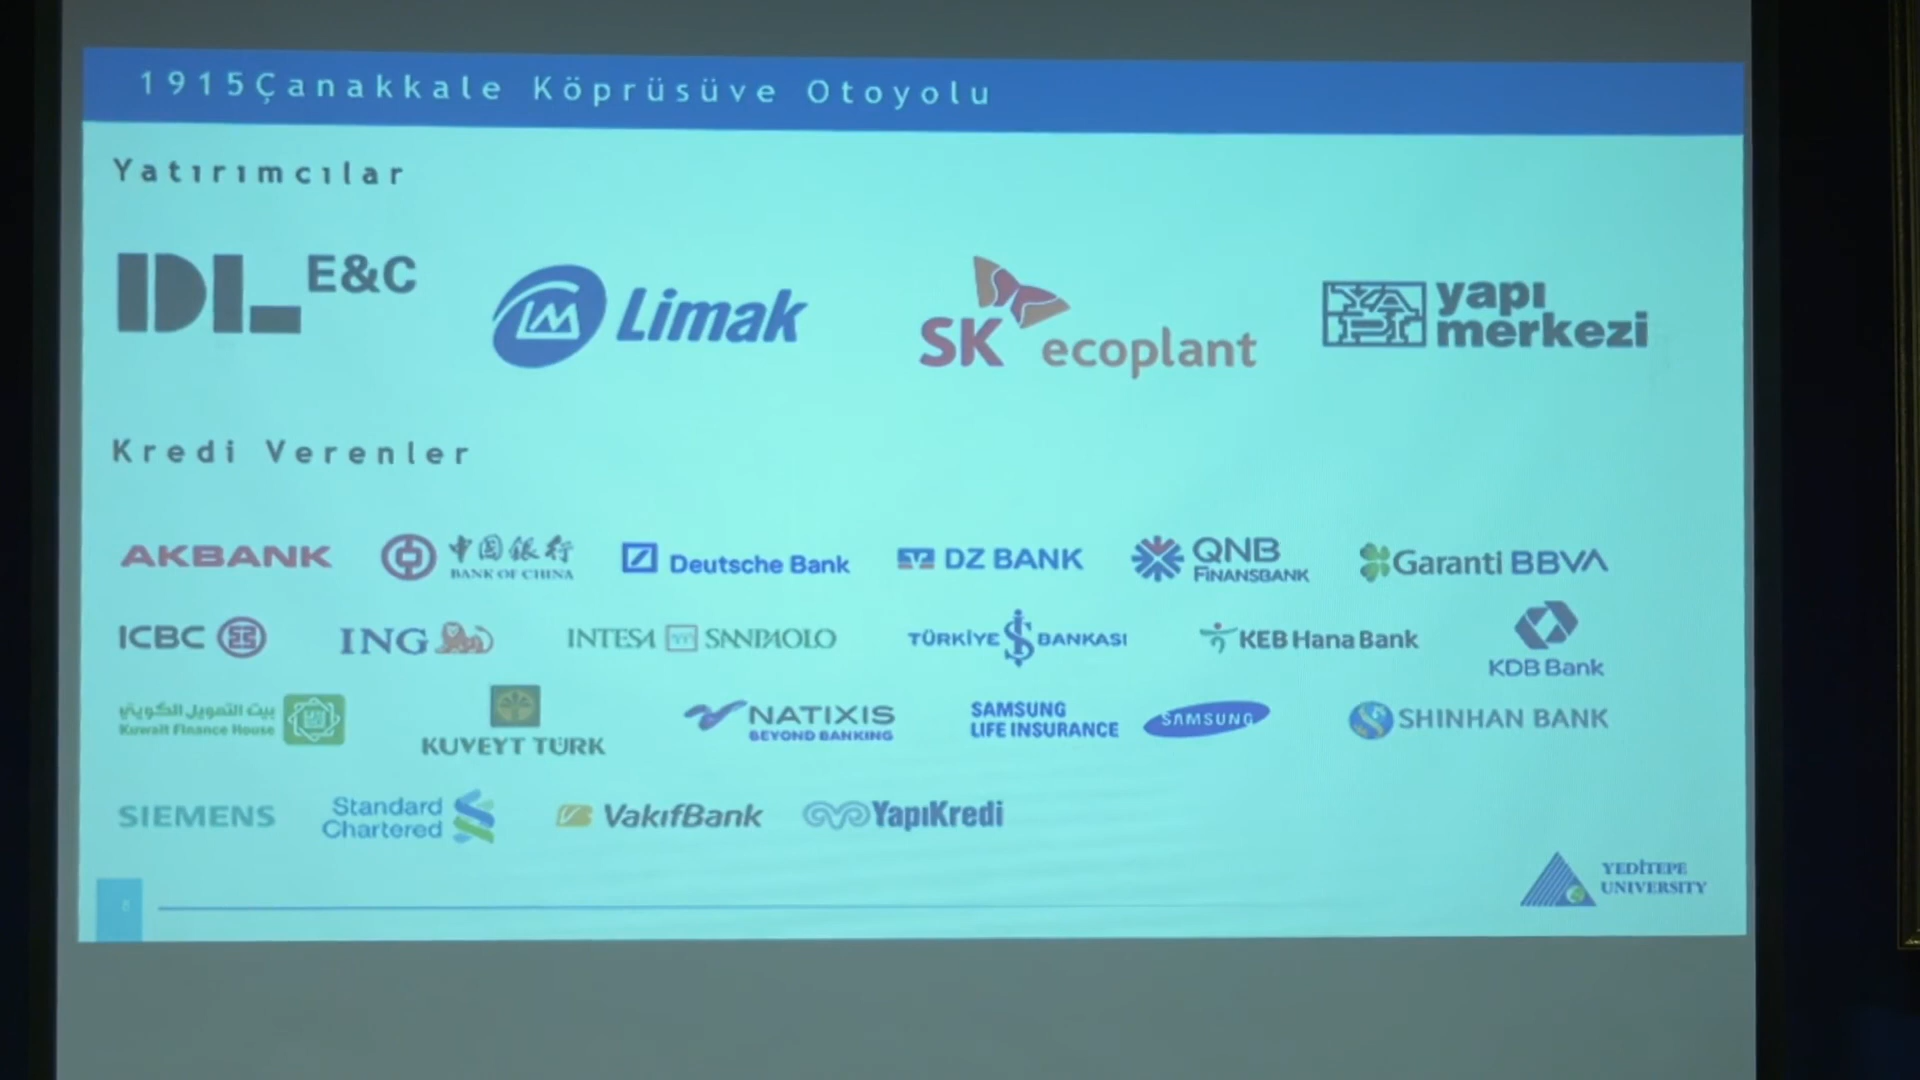 1915Çanakkale Köprüsüve Otoyolu
Yatırımcılar
DL E&C
Limak
SK ecoplant
yapı
merkezi
Kredi Verenler
AKBANK
中国银行
BANK OF CHINA
Deutsche Bank
DZ BANK
QNB
FINANSBANK
Garanti BBVA
ICBC
ING
INTESA SANPAOLO
TÜRKİYE İŞ BANKASI
KEB Hana Bank
KDB Bank
بيت التمويل الكويتي
Kuwait Finance House
KUVEYT TÜRK
NATIXIS
BEYOND BANKING
SAMSUNG
LIFE INSURANCE
SAMSUNG
SHINHAN BANK
SIEMENS
Standard
Chartered
VakıfBank
YapıKredi
YEDİTEPE
UNIVERSITY